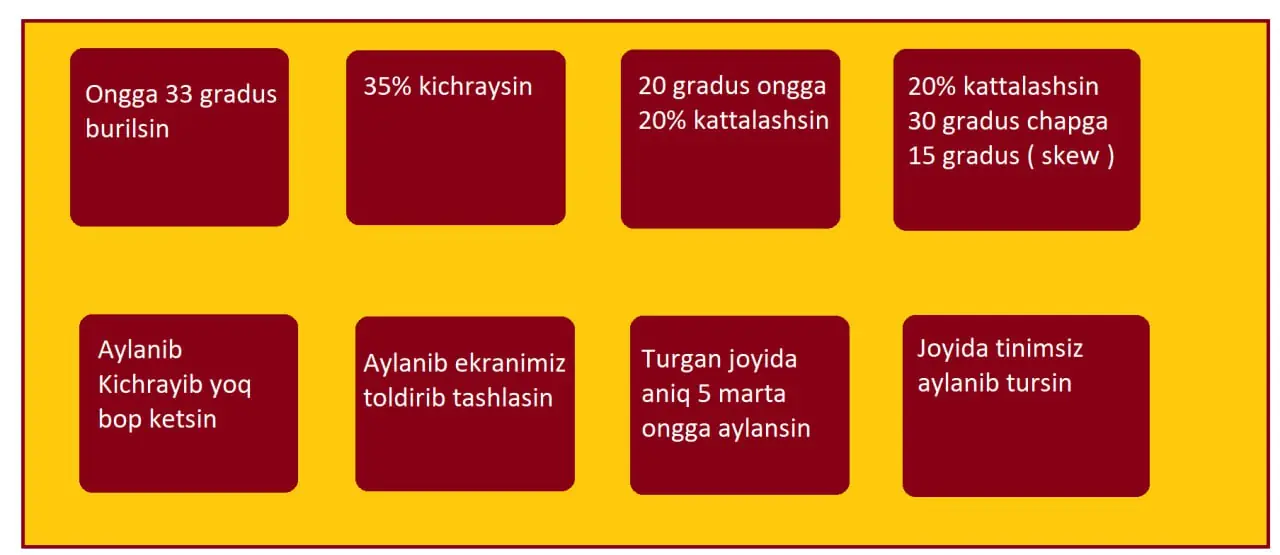 Ongga 33 gradus
burilsin
35% kichraysin
20 gradus ongga
20% kattalashsin
20% kattalashsin
30 gradus chapga
15 gradus ( skew )
Aylanib
Kichrayib yoq
bop ketsin
Aylanib ekranimiz
toldirib tashlasin
Turgan joyida
aniq 5 marta
ongga aylansin
Joyida tinimsiz
aylanib tursin